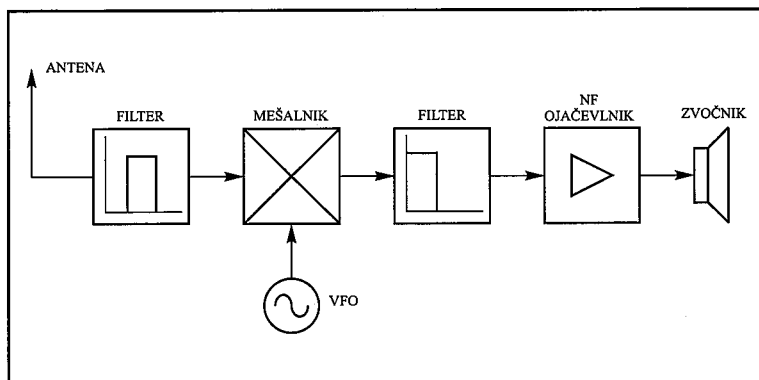 ANTENA
FILTER
MEŠALNIK
FILTER
NF
OJAČEVLNIK
ZVOČNIK
VFO